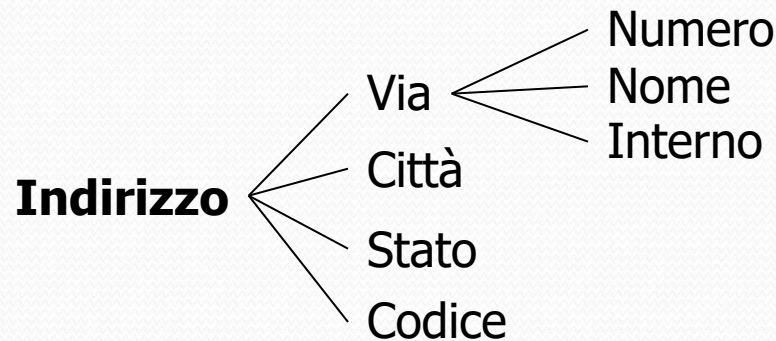 Numero
Nome
Interno
Via
Città
Indirizzo
Stato
Codice